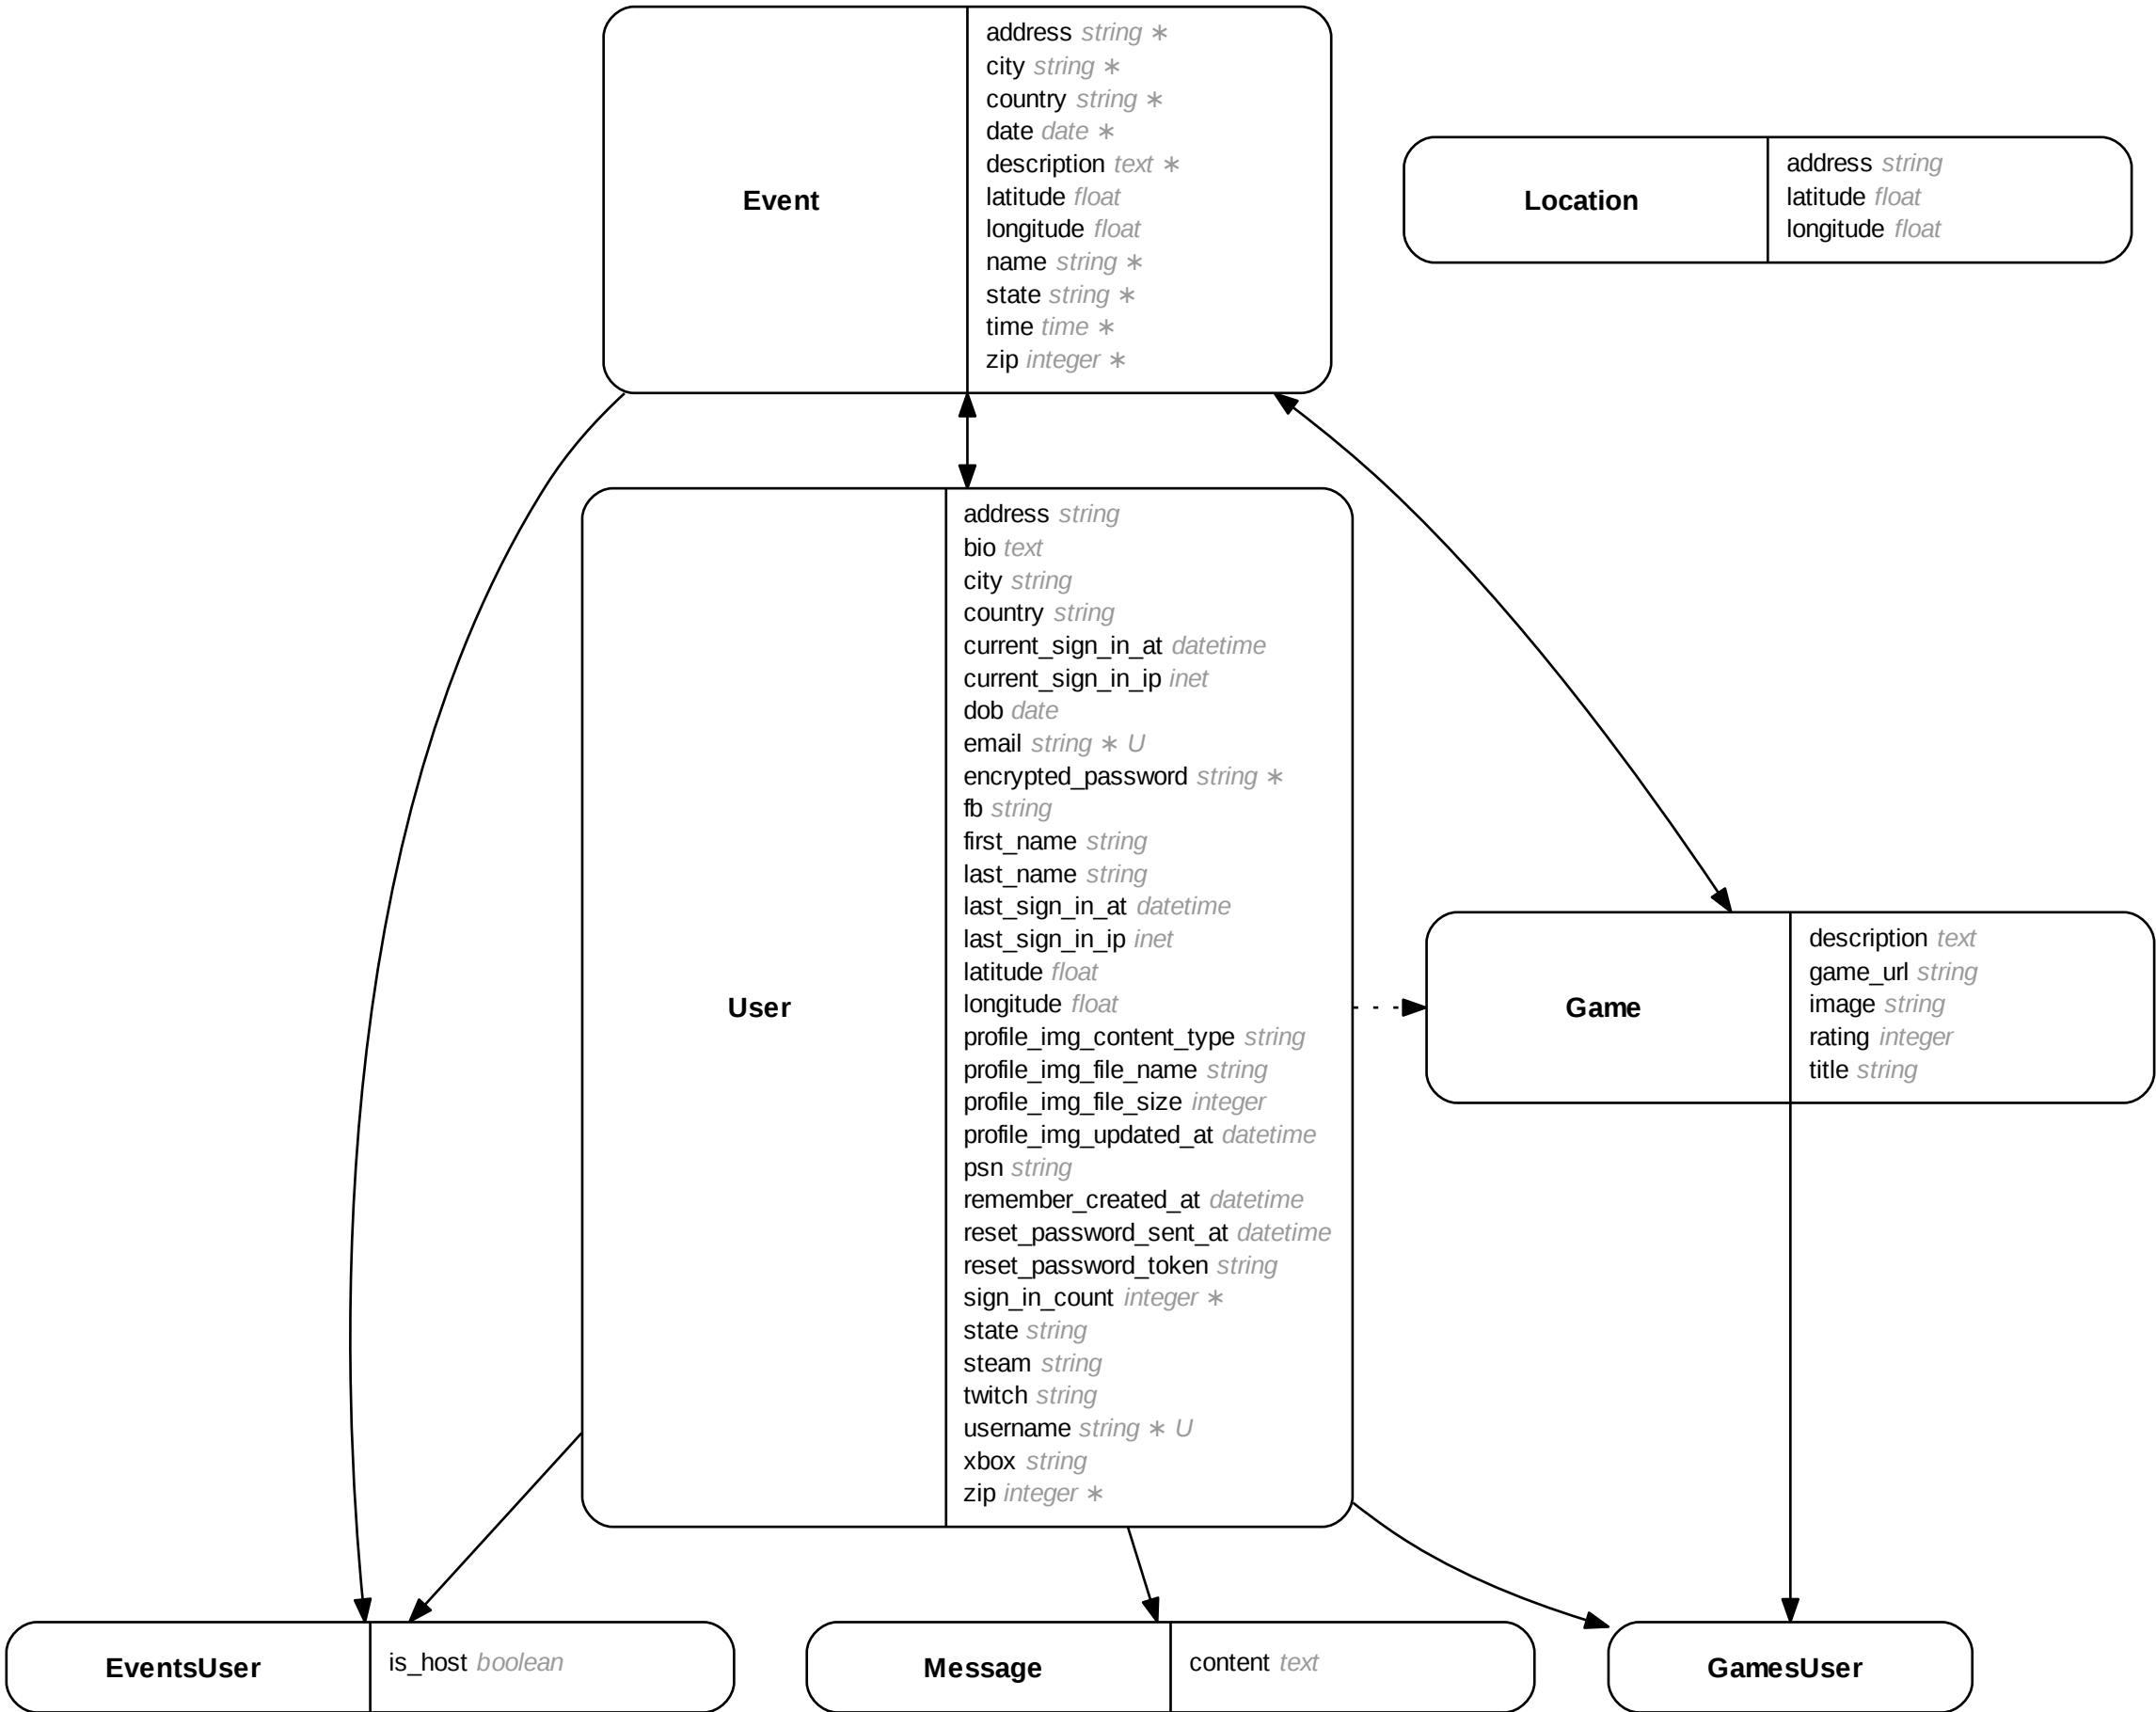 Event
address string ∗
city string ∗
country string ∗
date date ∗
description text ∗
latitude float
longitude float
name string ∗
state string ∗
time time ∗
zip integer ∗
Location
address string
latitude float
longitude float
User
address string
bio text
city string
country string
current_sign_in_at datetime
current_sign_in_ip inet
dob date
email string ∗ U
encrypted_password string ∗
fb string
first_name string
last_name string
last_sign_in_at datetime
last_sign_in_ip inet
latitude float
longitude float
profile_img_content_type string
profile_img_file_name string
profile_img_file_size integer
profile_img_updated_at datetime
psn string
remember_created_at datetime
reset_password_sent_at datetime
reset_password_token string
sign_in_count integer ∗
state string
steam string
twitch string
username string ∗ U
xbox string
zip integer ∗
Game
description text
game_url string
image string
rating integer
title string
EventsUser
is_host boolean
Message
content text
GamesUser